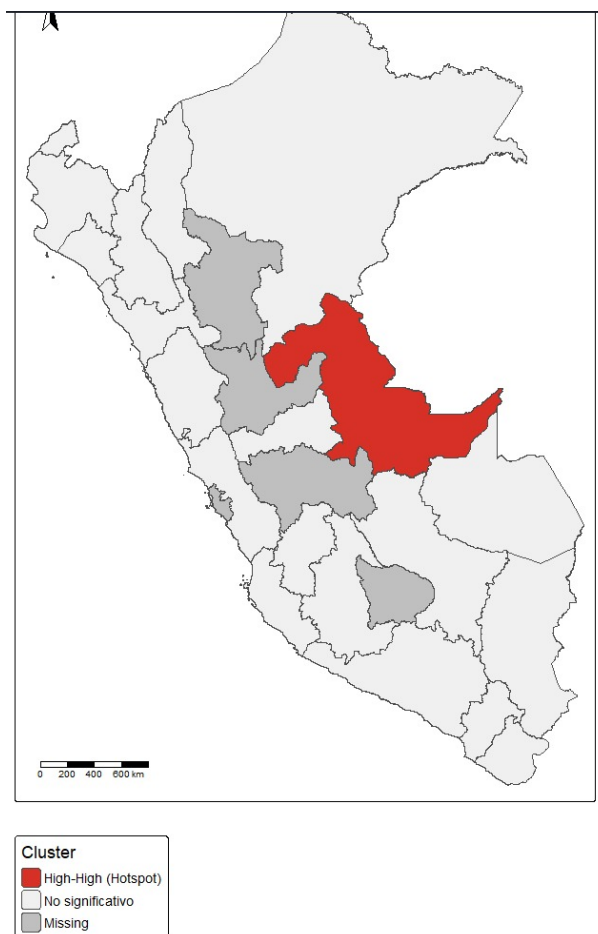 0 200 400 600 km
Cluster
High-High (Hotspot)
No significativo
Missing